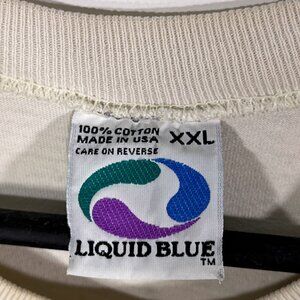 100% COTTON
MADE IN USA XXL
CARE ON REVERSE
LIQUID BLUE
TM